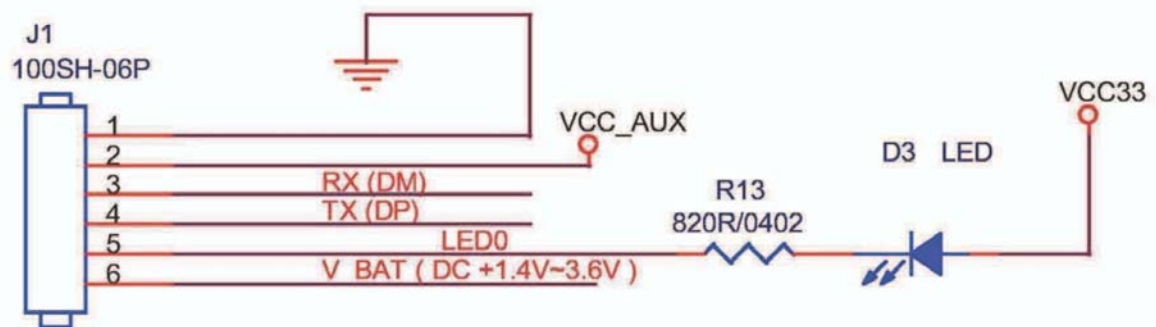 J1
100SH-06P
1
VCC_AUX
VCC33
2
D3 LED
3
RX (DM)
R13
4
TX (DP)
820R/0402
5
LED0
6
V BAT ( DC +1.4V~3.6V )